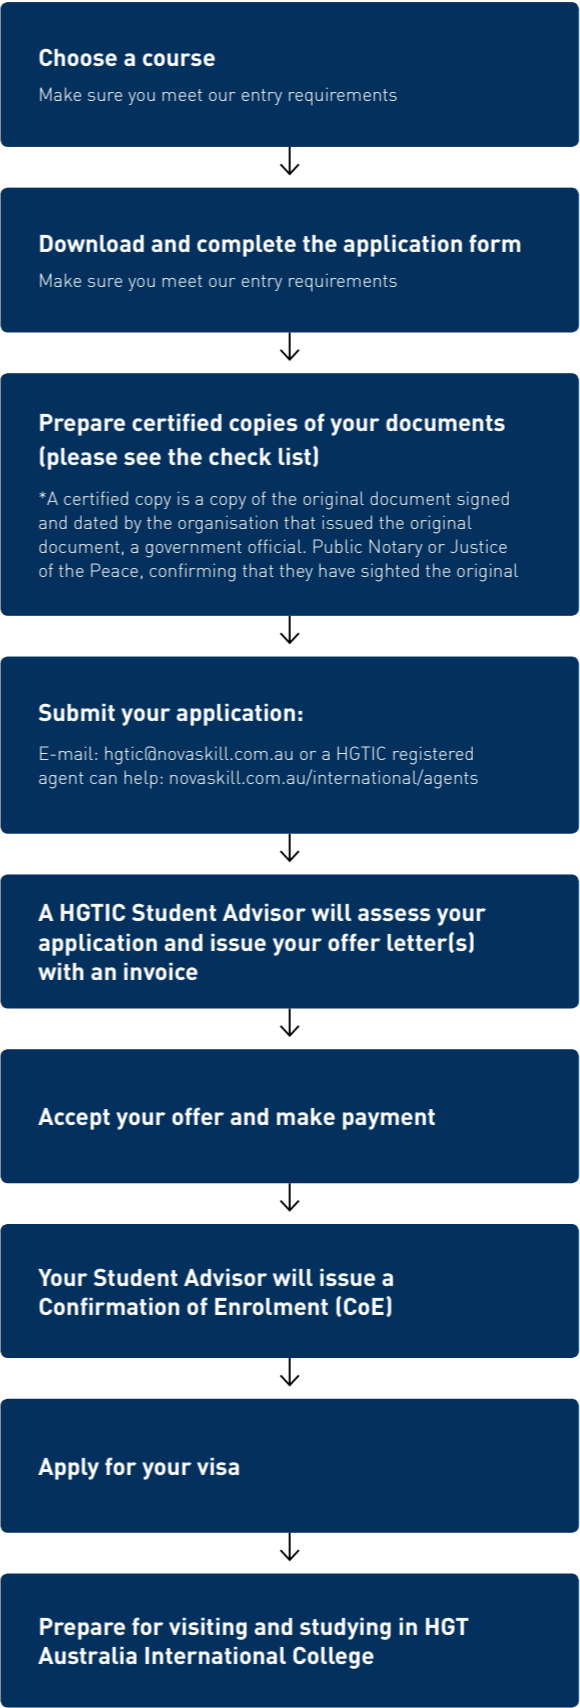 Choose a course
Make sure you meet our entry requirements
Download and complete the application form
Make sure you meet our entry requirements
Prepare certified copies of your documents
(please see the check list)
*A certified copy is a copy of the original document signed
and dated by the organisation that issued the original
document, a government official. Public Notary or Justice
of the Peace, confirming that they have sighted the original
Submit your application:
E-mail: hgtic@novaskill.com.au or a HGTIC registered
agent can help: novaskill.com.au/international/agents
A HGTIC Student Advisor will assess your
application and issue your offer letter(s)
with an invoice
Accept your offer and make payment
Your Student Advisor will issue a
Confirmation of Enrolment (CoE)
Apply for your visa
Prepare for visiting and studying in HGT
Australia International College